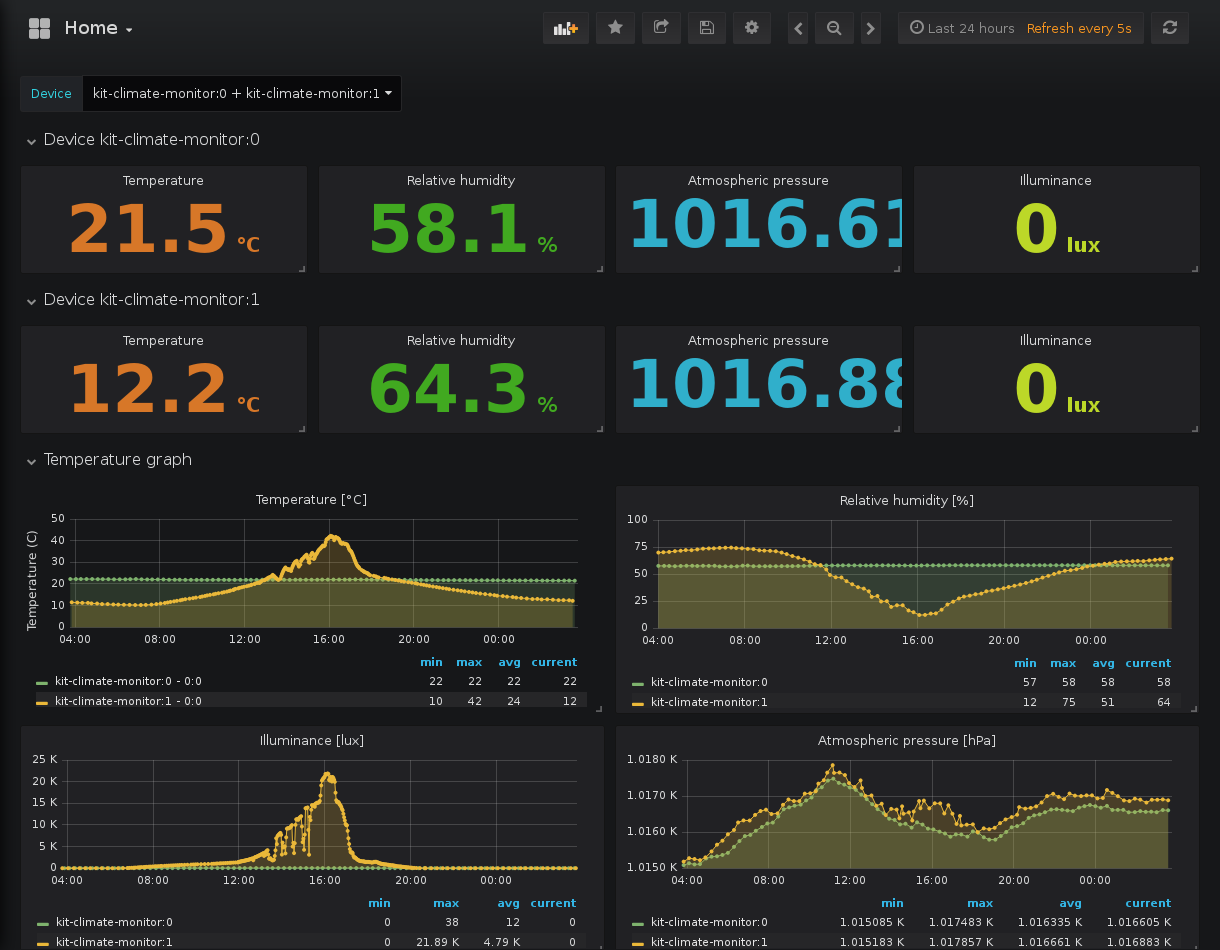 Home
Last 24 hours Refresh every 5s
Device kit-climate-monitor:0 + kit-climate-monitor:1
Device kit-climate-monitor:0
Temperature Relative humidity Atmospheric pressure Illuminance
21.5 °C 58.1 % 1016.61 0 lux
Device kit-climate-monitor:1
Temperature Relative humidity Atmospheric pressure Illuminance
12.2 °C 64.3 % 1016.88 0 lux
Temperature graph
Temperature [°C]
Temperature (C)
50
40
30
20
10
0
04:00 08:00 12:00 16:00 20:00 00:00
min max avg current
kit-climate-monitor:0 - 0:0 22 22 22 22
kit-climate-monitor:1 - 0:0 10 42 24 12
Relative humidity [%]
100
75
50
25
0
04:00 08:00 12:00 16:00 20:00 00:00
min max avg current
kit-climate-monitor:0 57 58 58 58
kit-climate-monitor:1 12 75 51 64
Illuminance [lux]
25 K
20 K
15 K
10 K
5 K
0
04:00 08:00 12:00 16:00 20:00 00:00
min max avg current
kit-climate-monitor:0 0 38 12 0
kit-climate-monitor:1 0 21.89 K 4.79 K 0
Atmospheric pressure [hPa]
1.0180 K
1.0170 K
1.0160 K
1.0150 K
04:00 08:00 12:00 16:00 20:00 00:00
min max avg current
kit-climate-monitor:0 1.015085 K 1.017483 K 1.016335 K 1.016605 K
kit-climate-monitor:1 1.015183 K 1.017857 K 1.016661 K 1.016883 K